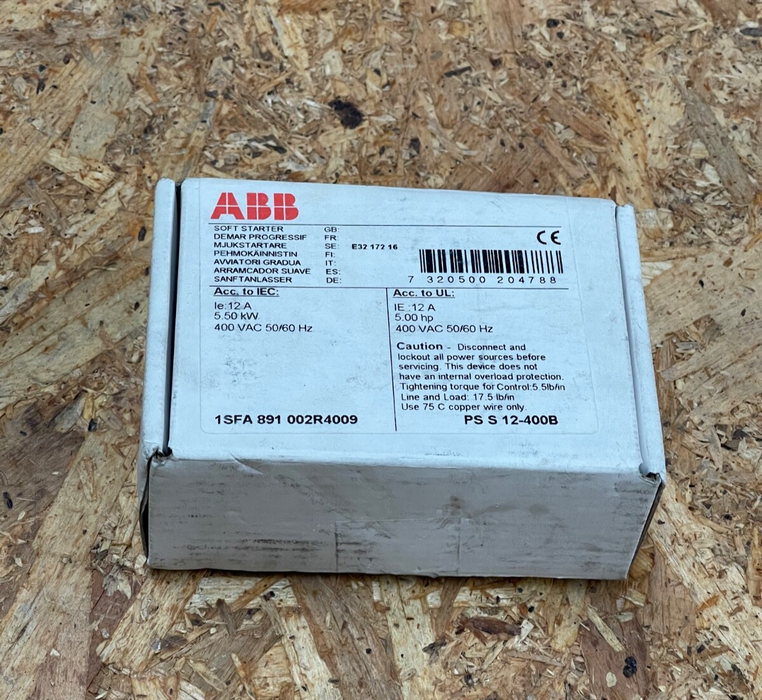 ABB
SOFT STARTER GB:
DEMAR PROGRESSIF FR:
MJUKSTARTARE SE: E32 172 16
PEHMOKÄINNISTIN FI:
AVVIATORI GRADUA IT:
ARRAMCADOR SUAVE ES:
SANFTANLASSER DE:
CE
7 320500 204788
Acc. to IEC:
Ie:12 A
5.50 kW
400 VAC 50/60 Hz
1SFA 891 002R4009
Acc. to UL:
IE :12 A
5.00 hp
400 VAC 50/60 Hz
Caution - Disconnect and
lockout all power sources before
servicing. This device does not
have an internal overload protection.
Tightening torque for Control:5.5lb/in
Line and Load: 17.5 lb/in
Use 75 C copper wire only.
PS S 12-400B